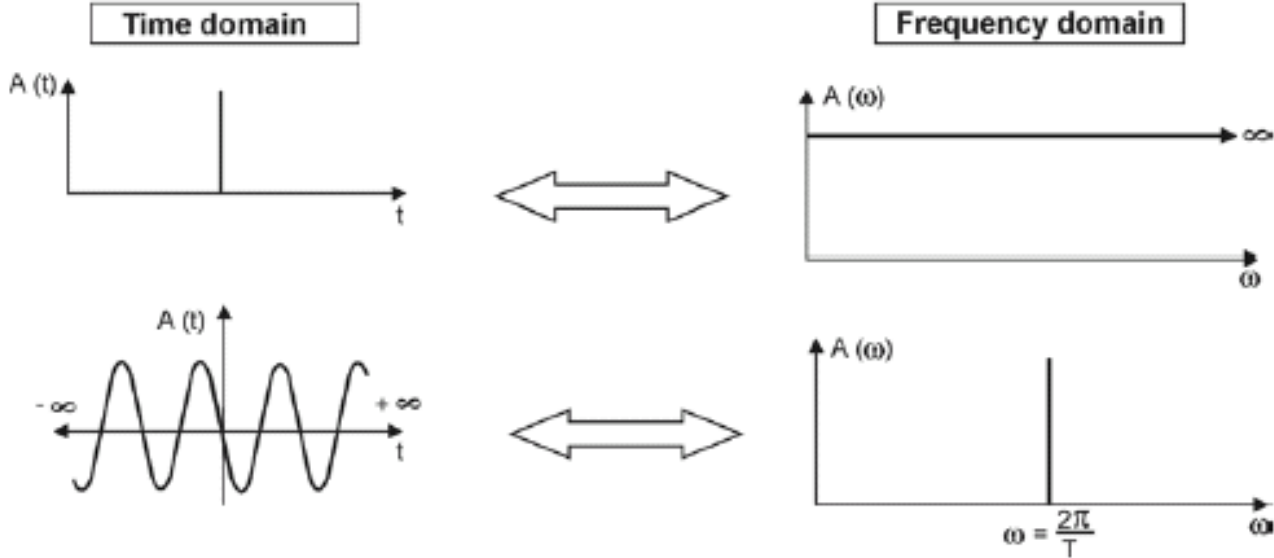 Time domain
Frequency domain
A (t)
t
A (ω)
∞
ω
A (t)
- ∞
+ ∞
t
A (ω)
ω = 2π/T
ω